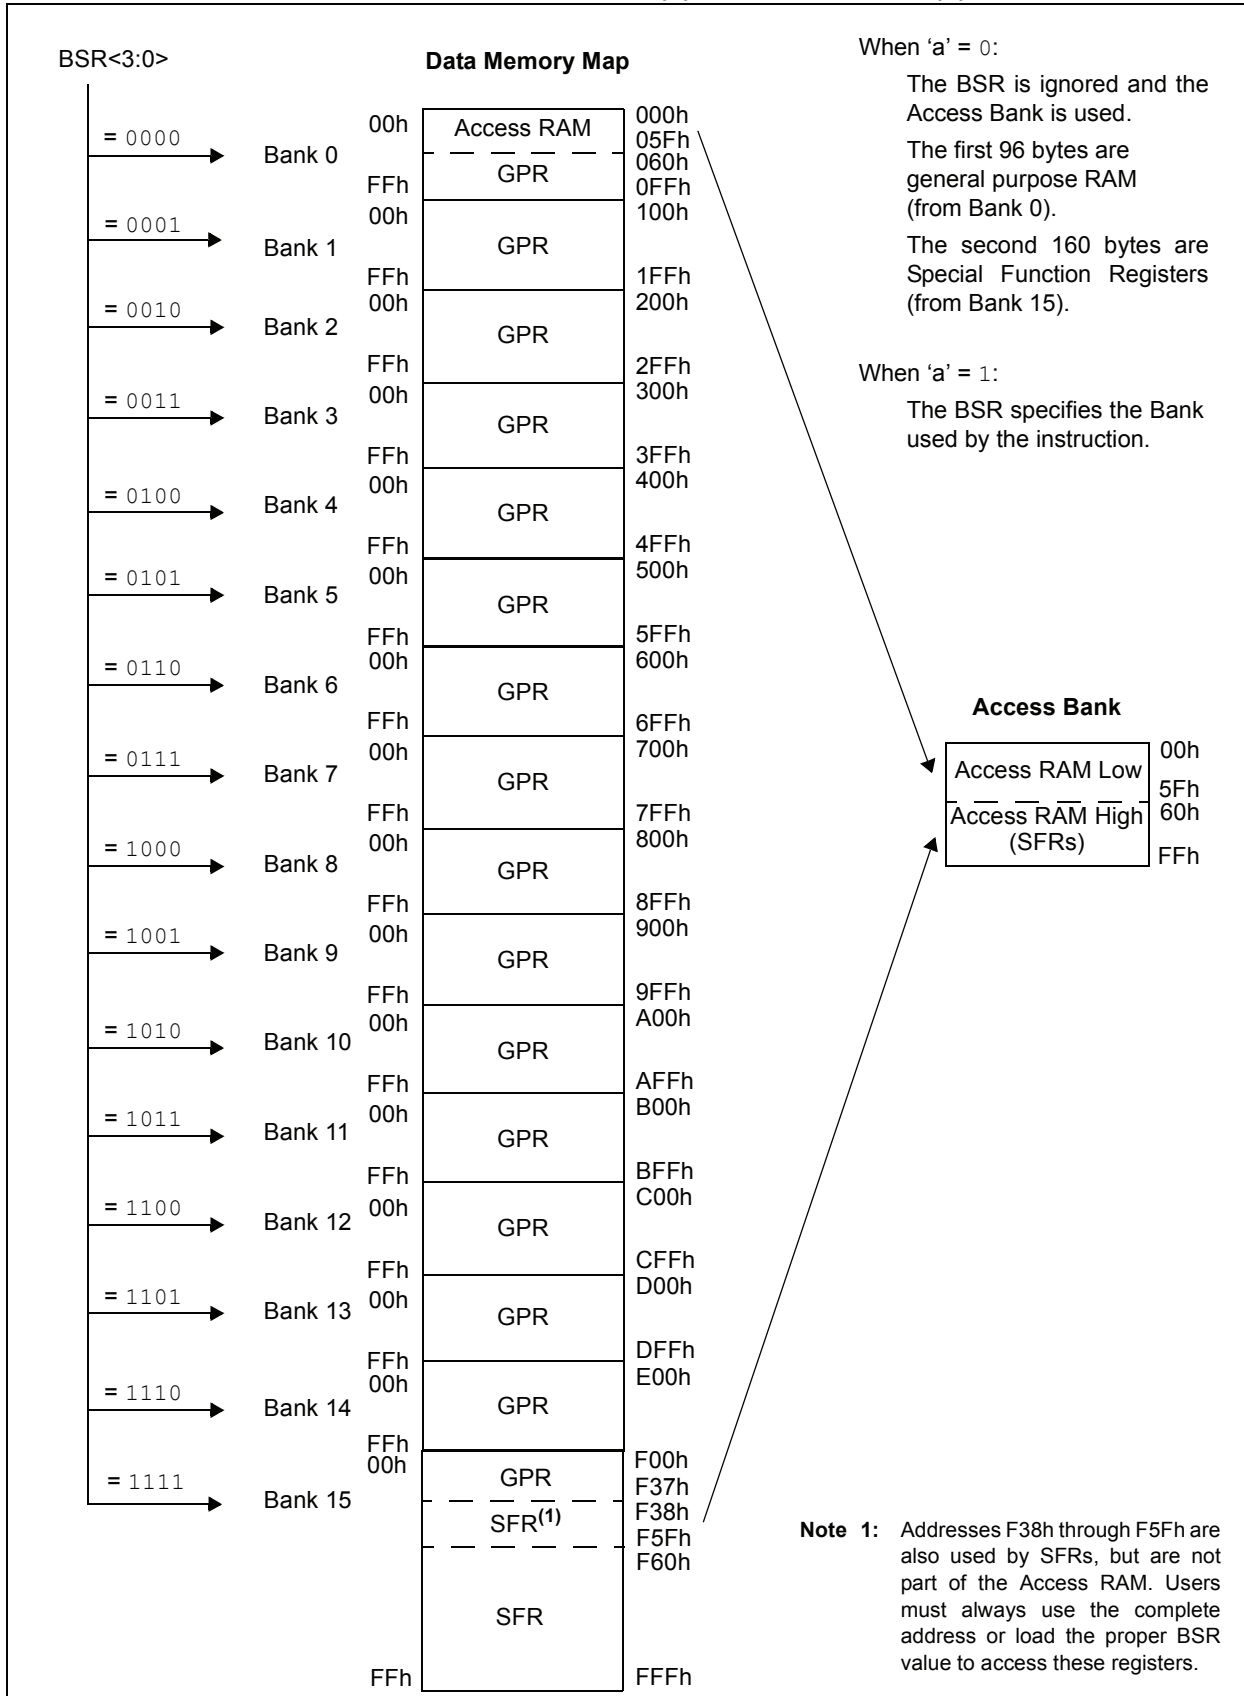 BSR<3:0>
Data Memory Map
= 0000
Bank 0
00h
Access RAM
000h
05Fh
060h
GPR
FFh
0FFh
= 0001
Bank 1
00h
100h
GPR
FFh
1FFh
= 0010
Bank 2
00h
200h
GPR
FFh
2FFh
= 0011
Bank 3
00h
300h
GPR
FFh
3FFh
= 0100
Bank 4
00h
400h
GPR
FFh
4FFh
= 0101
Bank 5
00h
500h
GPR
FFh
5FFh
= 0110
Bank 6
00h
600h
GPR
FFh
6FFh
= 0111
Bank 7
00h
700h
GPR
FFh
7FFh
= 1000
Bank 8
00h
800h
GPR
FFh
8FFh
= 1001
Bank 9
00h
900h
GPR
FFh
9FFh
= 1010
Bank 10
00h
A00h
GPR
FFh
AFFh
= 1011
Bank 11
00h
B00h
GPR
FFh
BFFh
= 1100
Bank 12
00h
C00h
GPR
FFh
CFFh
= 1101
Bank 13
00h
D00h
GPR
FFh
DFFh
= 1110
Bank 14
00h
E00h
GPR
FFh
= 1111
Bank 15
00h
F00h
GPR
F37h
F38h
SFR(1)
F5Fh
F60h
SFR
FFh
FFFh
When ‘a’ = 0:
The BSR is ignored and the
Access Bank is used.
The first 96 bytes are
general purpose RAM
(from Bank 0).
The second 160 bytes are
Special Function Registers
(from Bank 15).
When ‘a’ = 1:
The BSR specifies the Bank
used by the instruction.
Access Bank
Access RAM Low
00h
5Fh
Access RAM High
(SFRs)
60h
FFh
Note 1: Addresses F38h through F5Fh are
also used by SFRs, but are not
part of the Access RAM. Users
must always use the complete
address or load the proper BSR
value to access these registers.